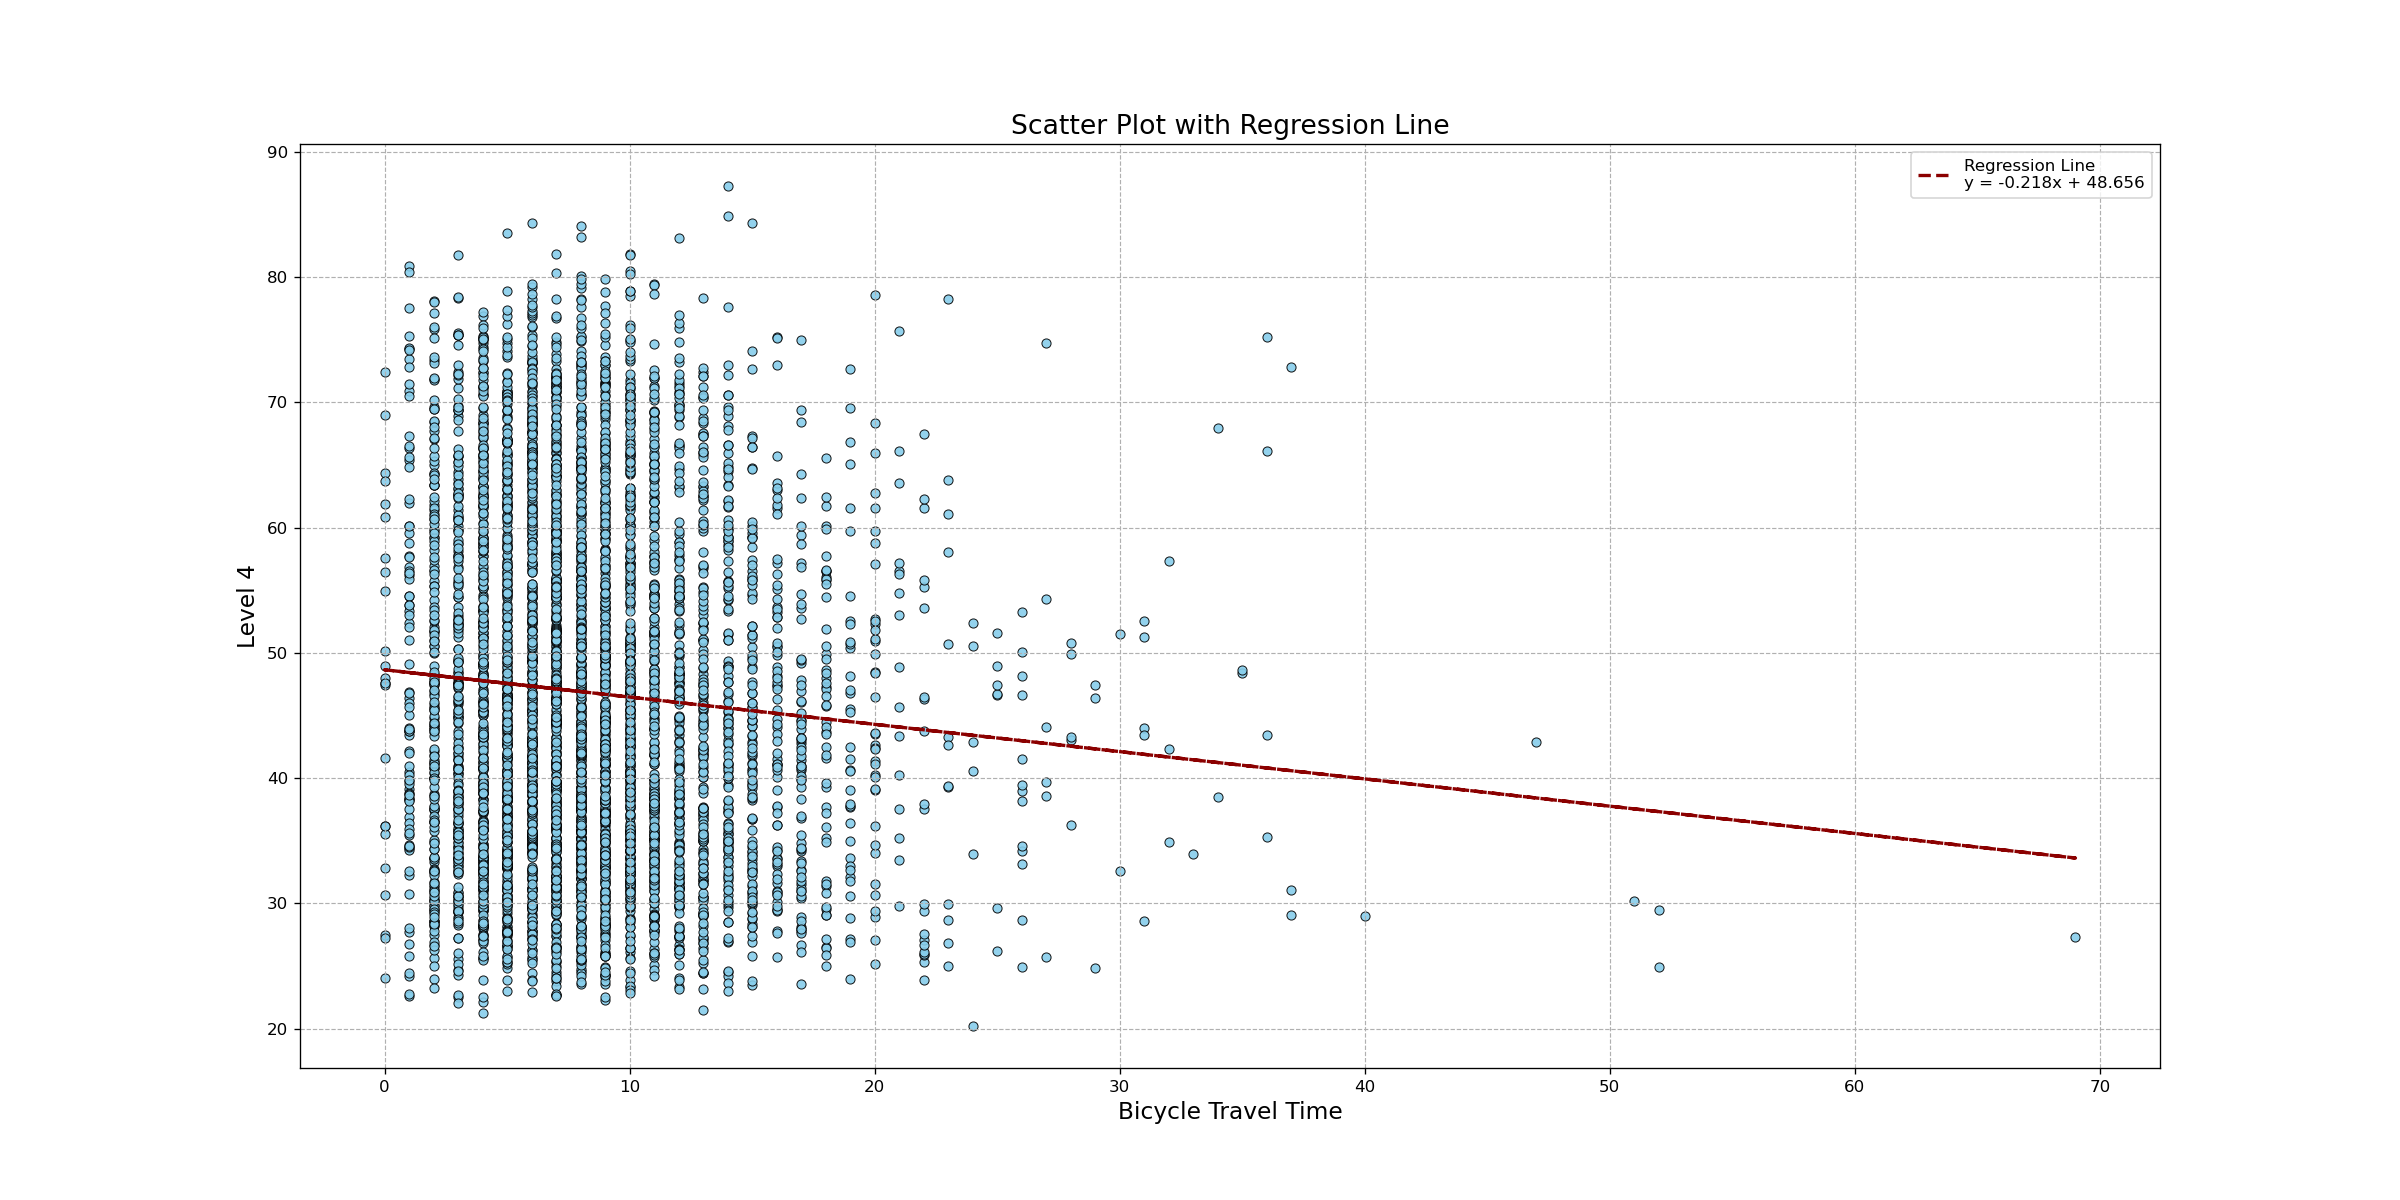 Scatter Plot with Regression Line
Regression Line
y = -0.218x + 48.656
90
80
70
60
50
40
30
20
Level 4
0 10 20 30 40 50 60 70
Bicycle Travel Time